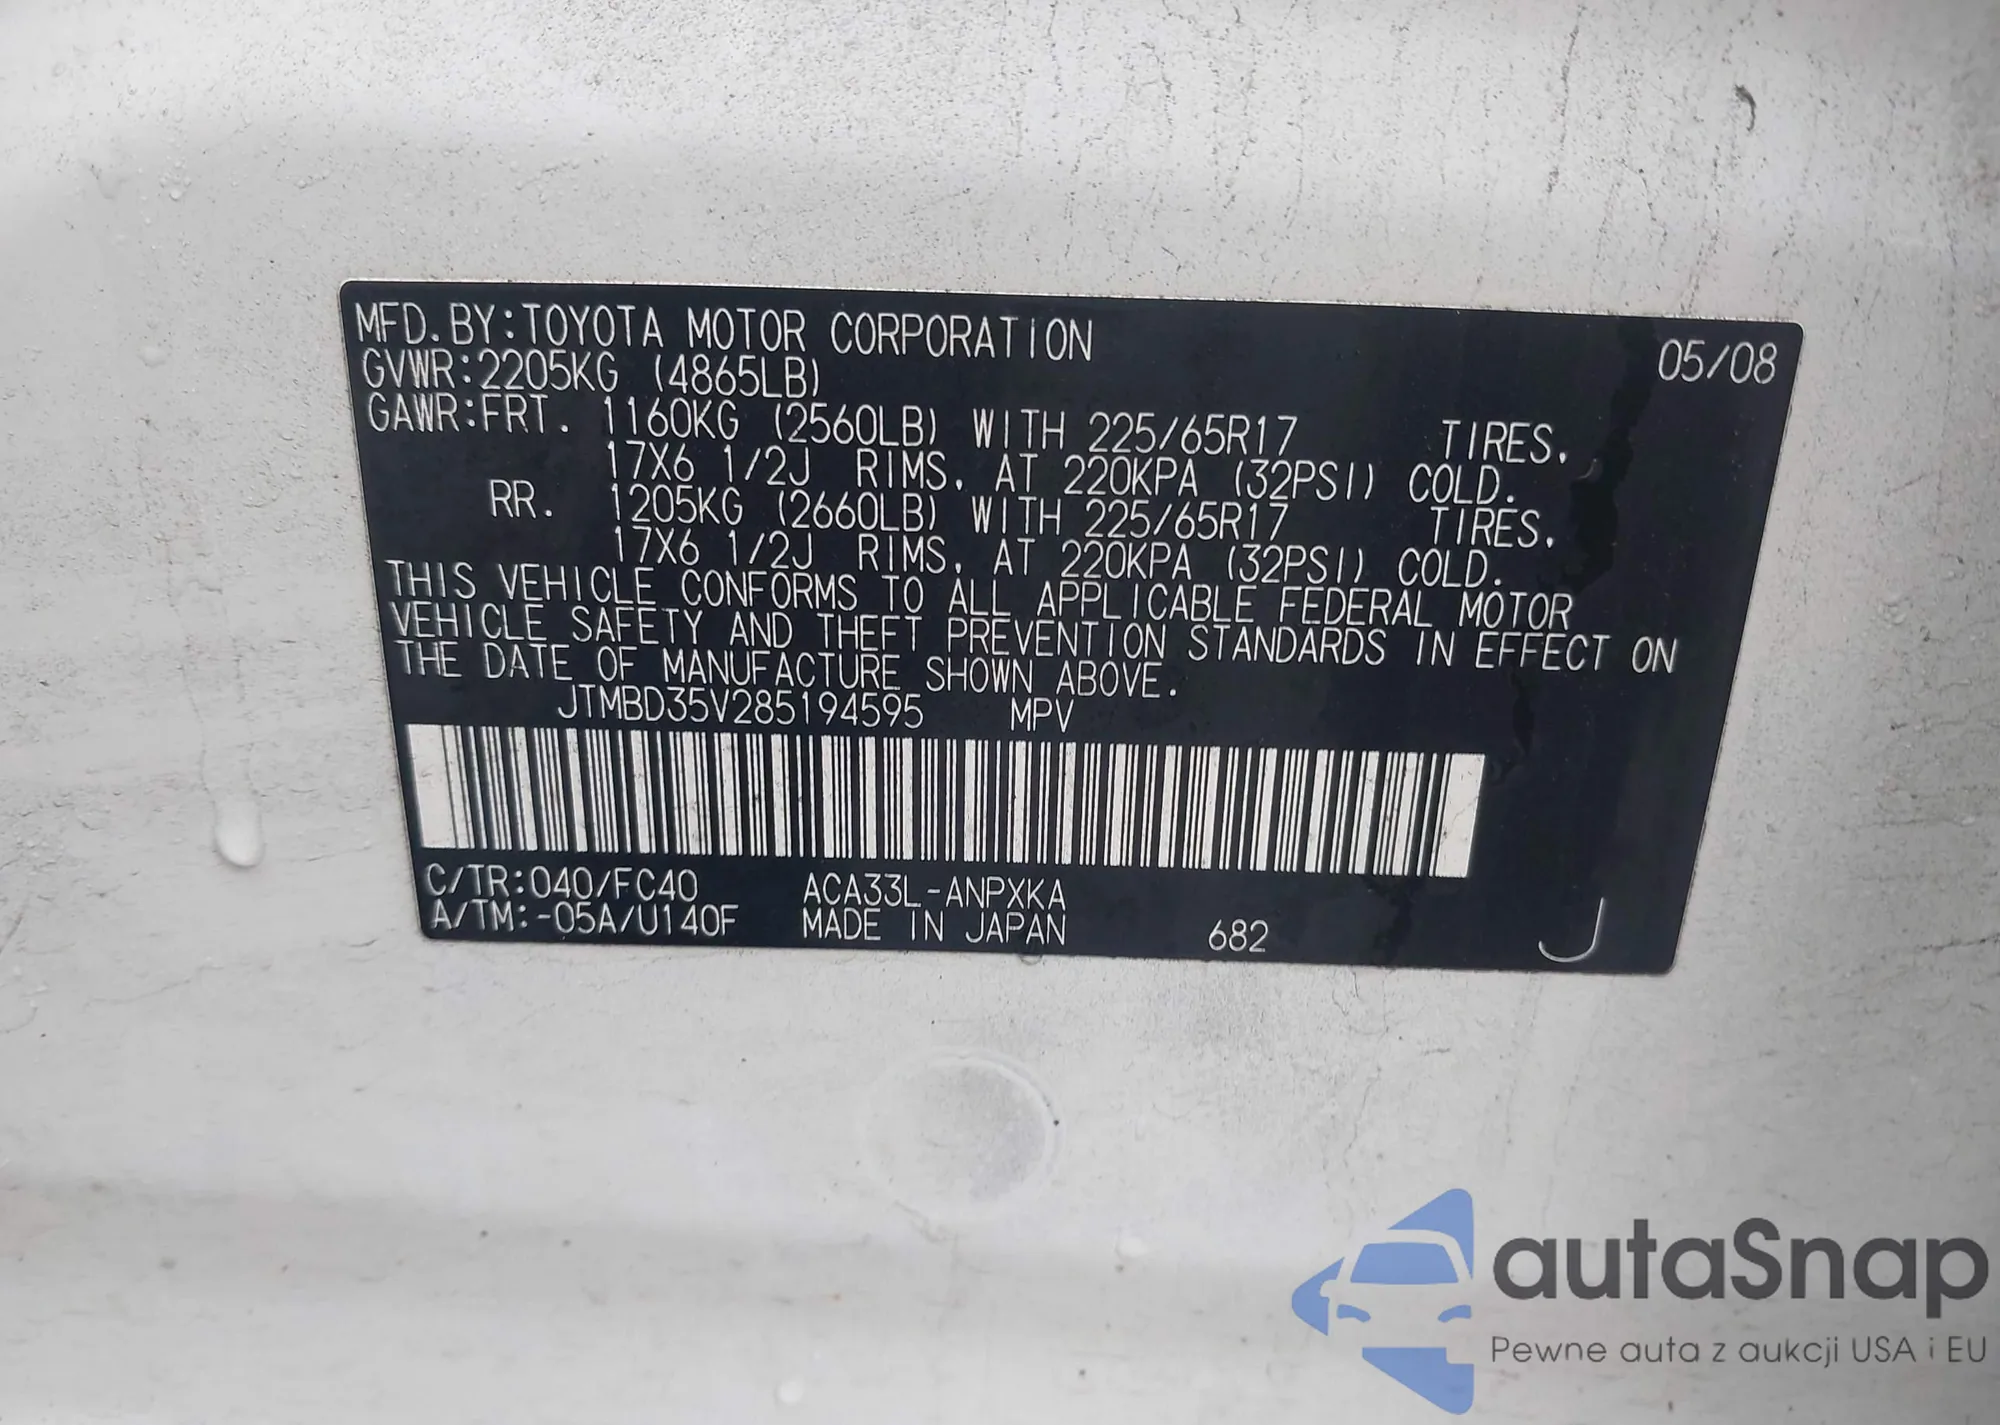 MFD.BY:TOYOTA MOTOR CORPORATION 05/08
GVWR:2205KG (4865LB)
GAWR:FRT. 1160KG (2560LB) WITH 225/65R17 TIRES,
17X6 1/2J RIMS, AT 220KPA (32PSI) COLD.
RR. 1205KG (2660LB) WITH 225/65R17 TIRES,
17X6 1/2J RIMS, AT 220KPA (32PSI) COLD.
THIS VEHICLE CONFORMS TO ALL APPLICABLE FEDERAL MOTOR
VEHICLE SAFETY AND THEFT PREVENTION STANDARDS IN EFFECT ON
THE DATE OF MANUFACTURE SHOWN ABOVE.
JTMBD35V285194595 MPV
C/TR:040/FC40 ACA33L-ANPXKA
A/TM:-05A/U140F MADE IN JAPAN 682 J
autaSnap
Pewne auta z aukcji USA i EU